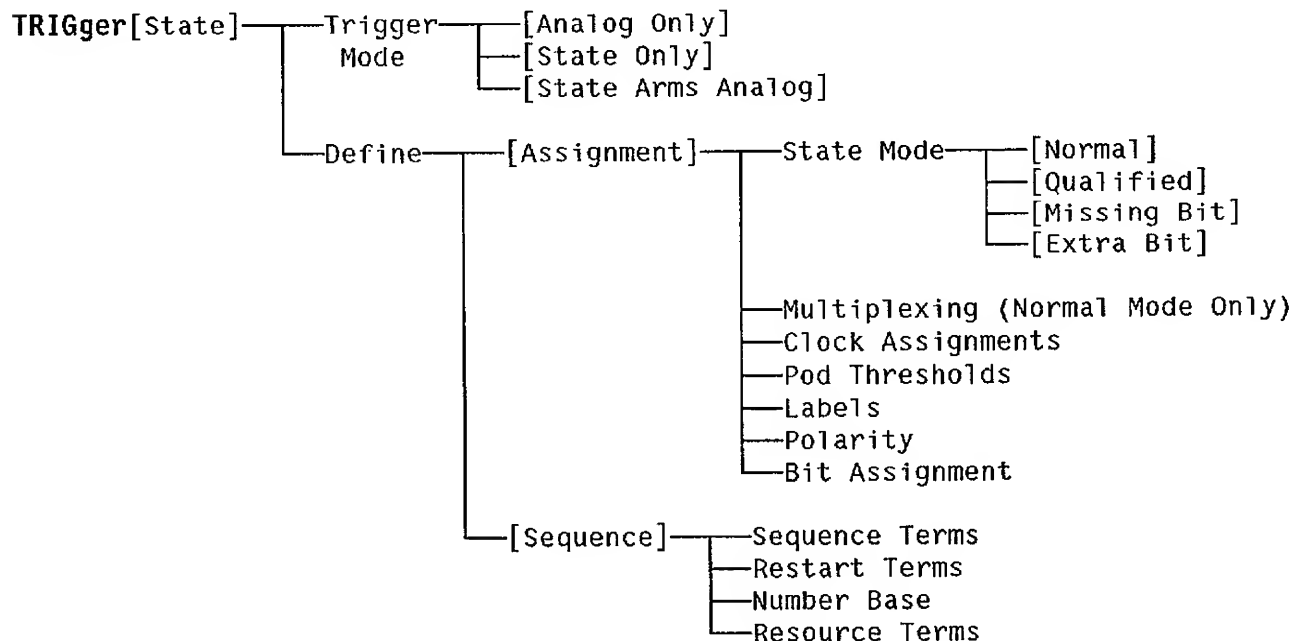 TRIGger[State] Trigger Mode [Analog Only]
[State Only]
[State Arms Analog]
Define [Assignment] State Mode [Normal]
[Qualified]
[Missing Bit]
[Extra Bit]
Multiplexing (Normal Mode Only)
Clock Assignments
Pod Thresholds
Labels
Polarity
Bit Assignment
[Sequence] Sequence Terms
Restart Terms
Number Base
Resource Terms